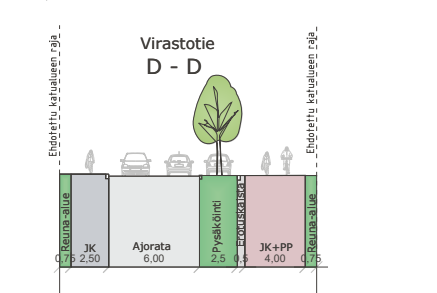 Virastotie
D - D
Ehdotettu katualueen raja
Ehdotettu katualueen raja
Reuna-alue
JK
Ajorata
Pysäköinti
Erotuskaista
JK+PP
Reuna-alue
0,75
2,50
6,00
2,5
0,5
4,00
0,75